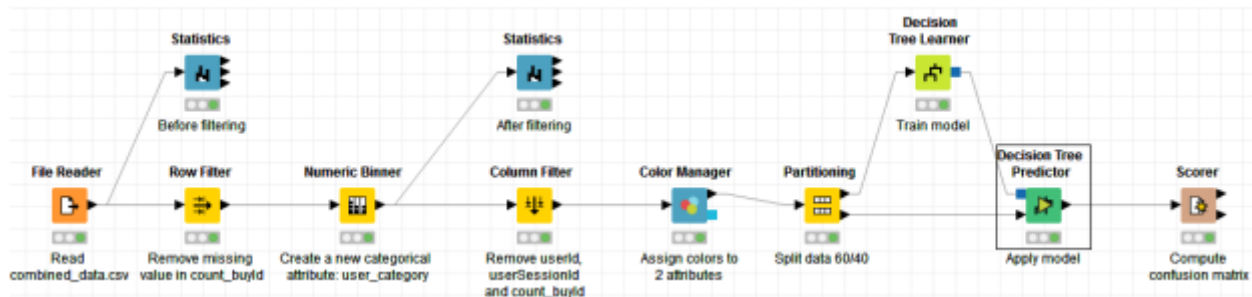 Statistics
Before filtering
Statistics
After filtering
Decision
Tree Learner
Train model
File Reader
Read
combined_data.csv
Row Filter
Remove missing
value in count_buyId
Numeric Binner
Create a new categorical
attribute: user_category
Column Filter
Remove userId,
userSessionId
and count_buyId
Color Manager
Assign colors to
2 attributes
Partitioning
Split data 60/40
Decision Tree
Predictor
Apply model
Scorer
Compute
confusion matrix